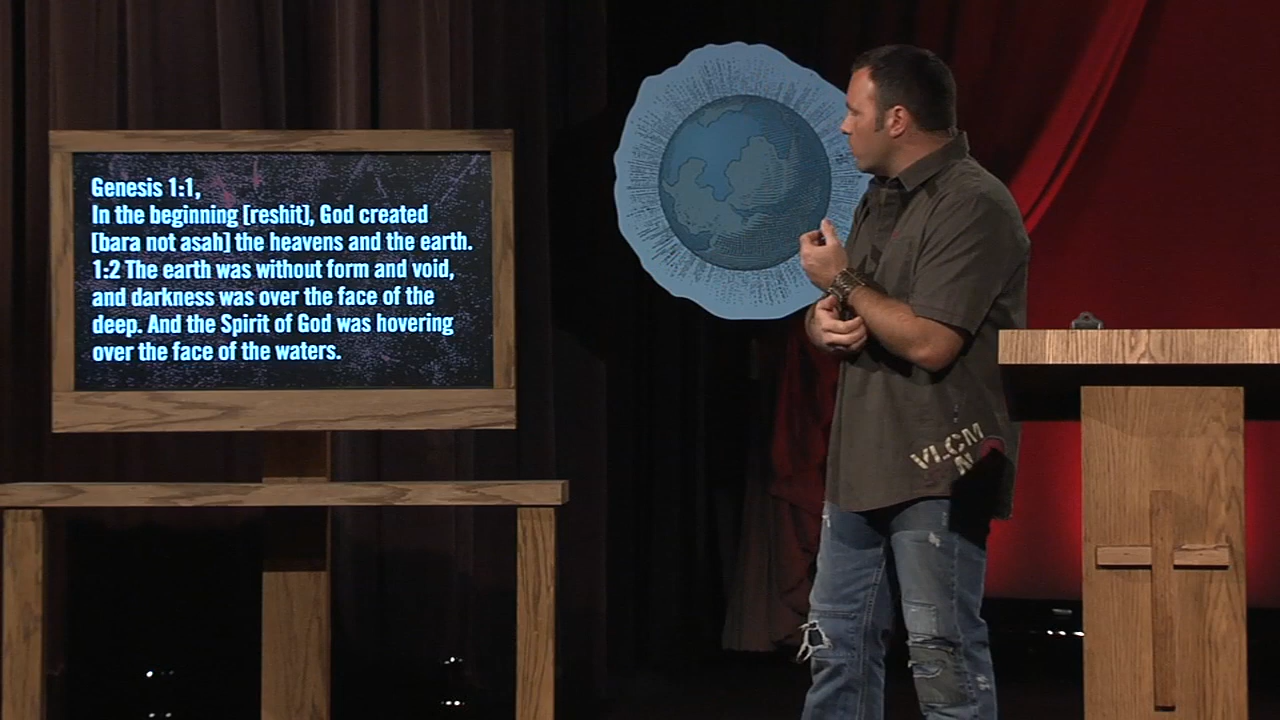 Genesis 1:1,
In the beginning [reshit], God created
[bara not asah] the heavens and the earth.
1:2 The earth was without form and void,
and darkness was over the face of the
deep. And the Spirit of God was hovering
over the face of the waters.
VLCM
N